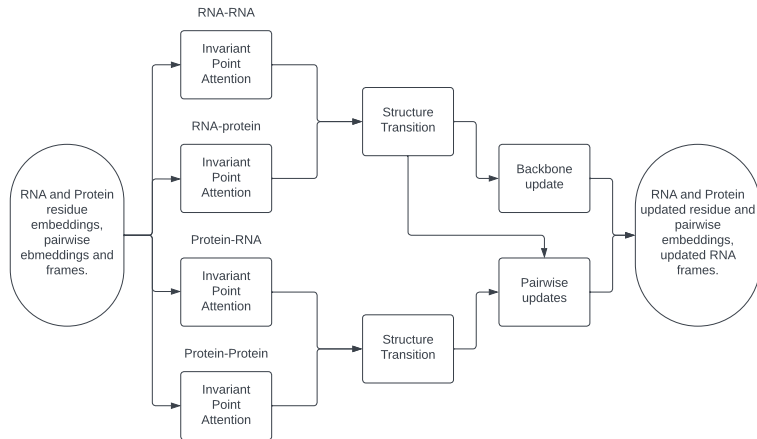 RNA-RNA
Invariant
Point
Attention
RNA-protein
Invariant
Point
Attention
Protein-RNA
Invariant
Point
Attention
Protein-Protein
Invariant
Point
Attention
RNA and Protein
residue
embeddings,
pairwise
ebmeddings and
frames.
Structure
Transition
Structure
Transition
Backbone
update
Pairwise
updates
RNA and Protein
updated residue and
pairwise
embeddings,
updated RNA
frames.